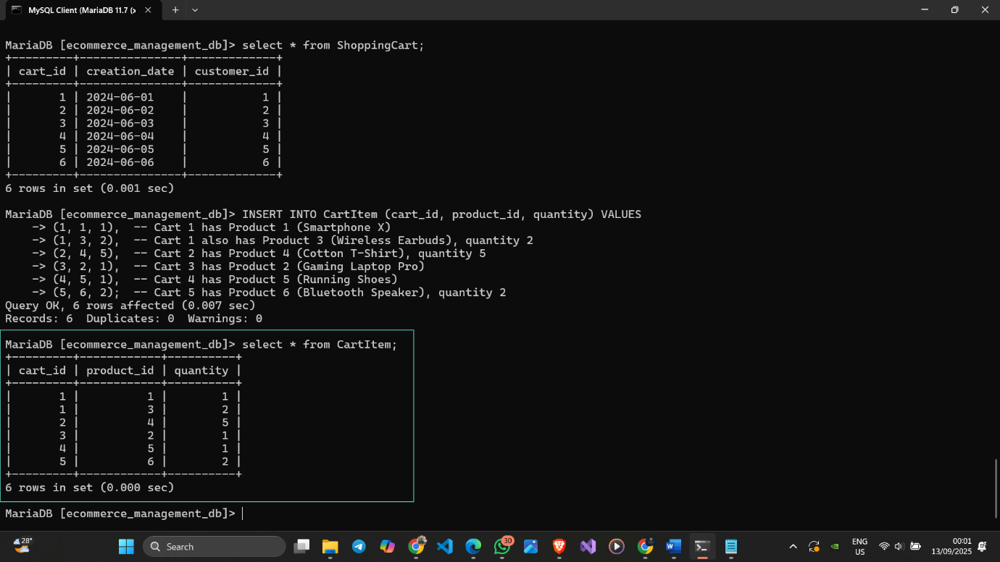 MySQL Client (MariaDB 11.7 (x
MariaDB [ecommerce_management_db]> select * from ShoppingCart;
+---------+---------------+-------------+
| cart_id | creation_date | customer_id |
+---------+---------------+-------------+
|       1 | 2024-06-01    |           1 |
|       2 | 2024-06-02    |           2 |
|       3 | 2024-06-03    |           3 |
|       4 | 2024-06-04    |           4 |
|       5 | 2024-06-05    |           5 |
|       6 | 2024-06-06    |           6 |
+---------+---------------+-------------+
6 rows in set (0.001 sec)
MariaDB [ecommerce_management_db]> INSERT INTO CartItem (cart_id, product_id, quantity) VALUES
    -> (1, 1, 1),  -- Cart 1 has Product 1 (Smartphone X)
    -> (1, 3, 2),  -- Cart 1 also has Product 3 (Wireless Earbuds), quantity 2
    -> (2, 4, 5),  -- Cart 2 has Product 4 (Cotton T-Shirt), quantity 5
    -> (3, 2, 1),  -- Cart 3 has Product 2 (Gaming Laptop Pro)
    -> (4, 5, 1),  -- Cart 4 has Product 5 (Running Shoes)
    -> (5, 6, 2);  -- Cart 5 has Product 6 (Bluetooth Speaker), quantity 2
Query OK, 6 rows affected (0.007 sec)
Records: 6  Duplicates: 0  Warnings: 0
MariaDB [ecommerce_management_db]> select * from CartItem;
+---------+------------+----------+
| cart_id | product_id | quantity |
+---------+------------+----------+
|       1 |          1 |        1 |
|       1 |          3 |        2 |
|       2 |          4 |        5 |
|       3 |          2 |        1 |
|       4 |          5 |        1 |
|       5 |          6 |        2 |
+---------+------------+----------+
6 rows in set (0.000 sec)
MariaDB [ecommerce_management_db]>
28°
Search
30
ENG
US
00:01
13/09/2025